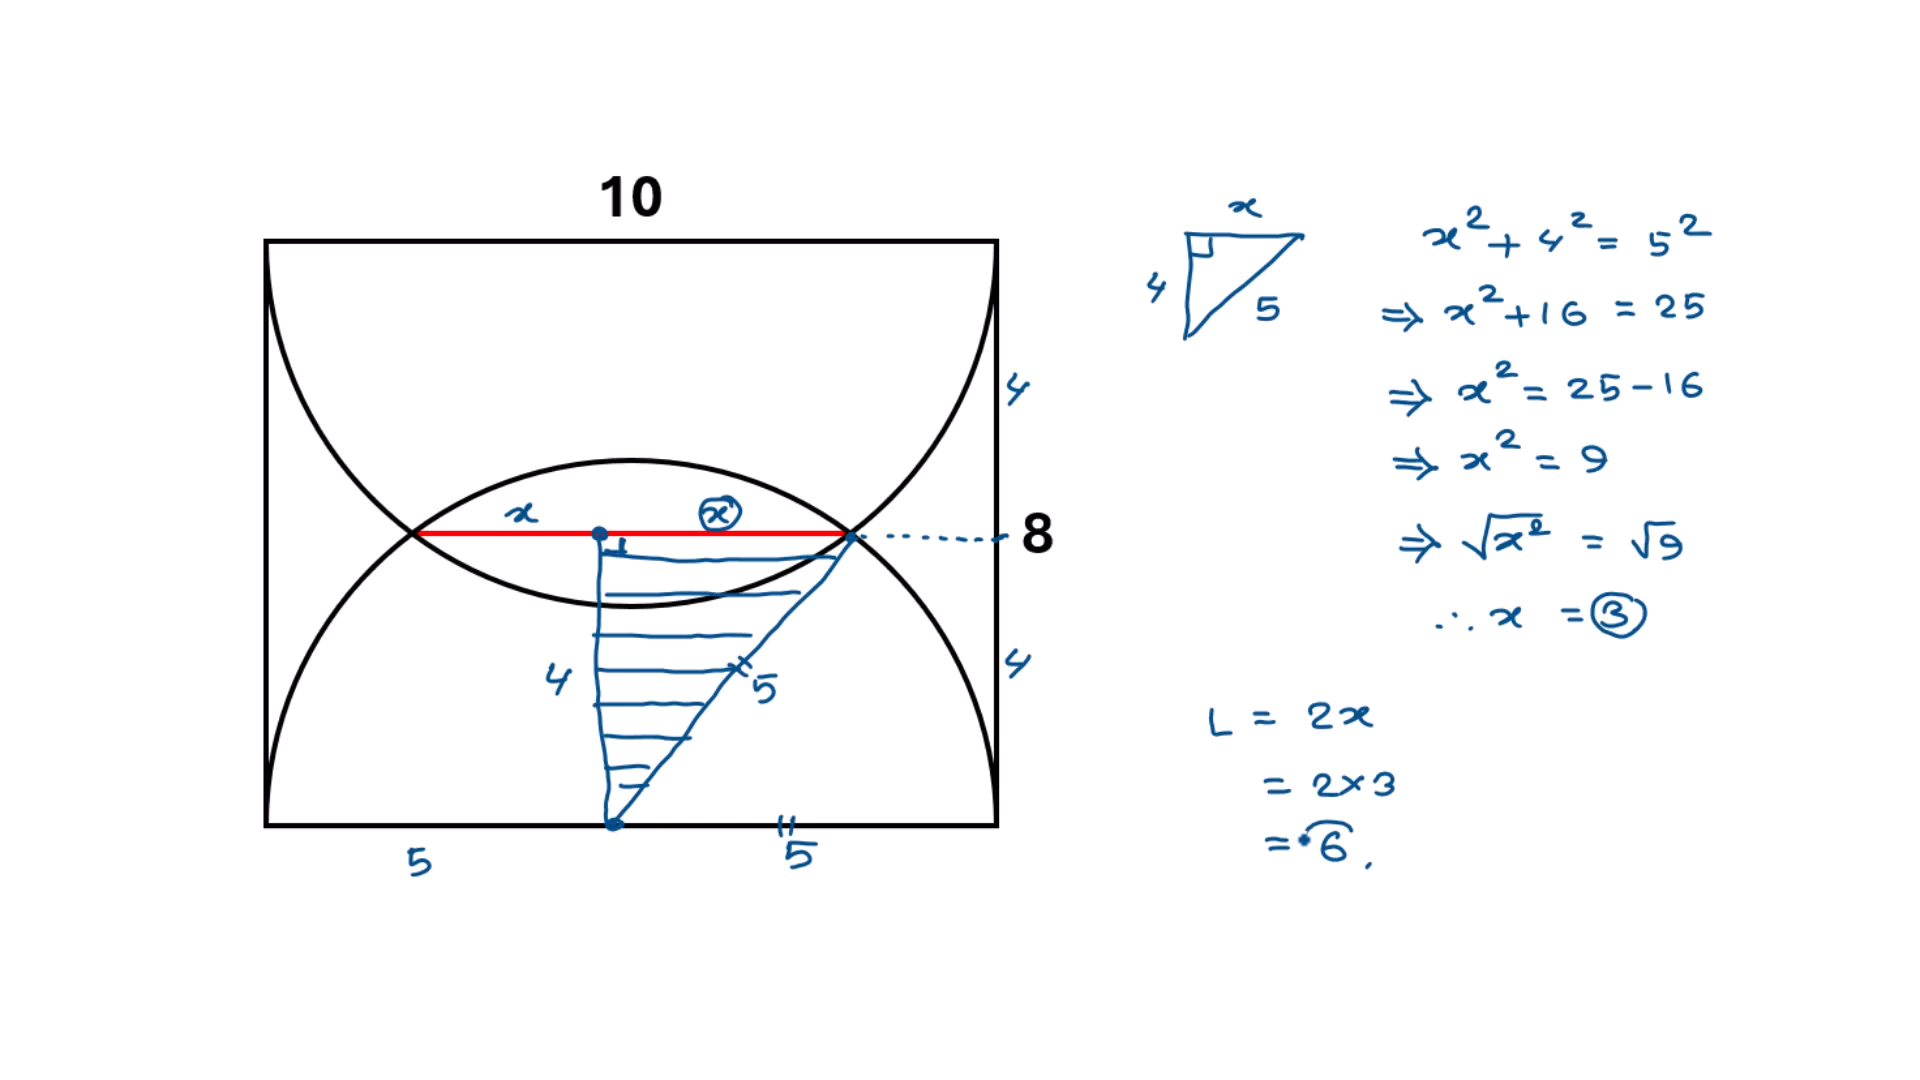 10
x
4
5
x² + 4² = 5²
⇒ x² + 16 = 25
⇒ x² = 25 - 16
⇒ x² = 9
⇒ √x² = √9
∴ x = 3
4
x
x
8
4
5
4
5
5
L = 2x
= 2×3
= 6.